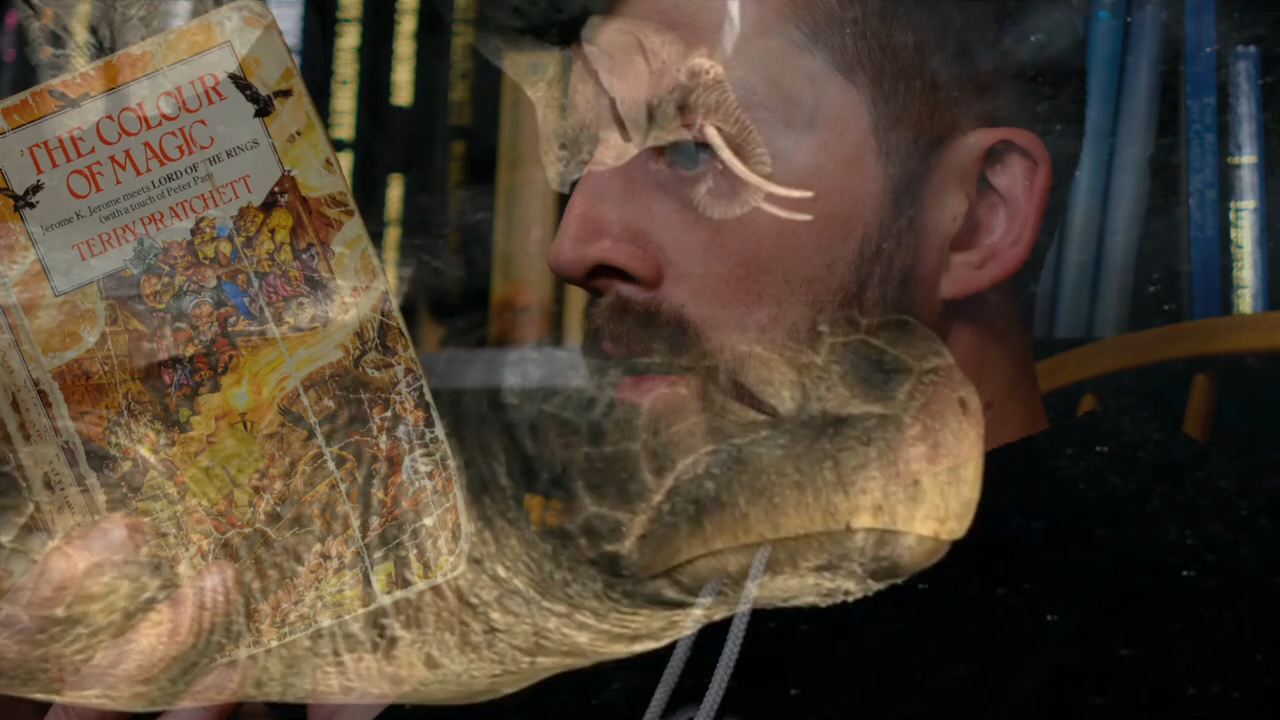 THE COLOUR
OF MAGIC
Jerome K. Jerome meets LORD OF THE RINGS
(with a touch of Peter Pan)
TERRY PRATCHETT